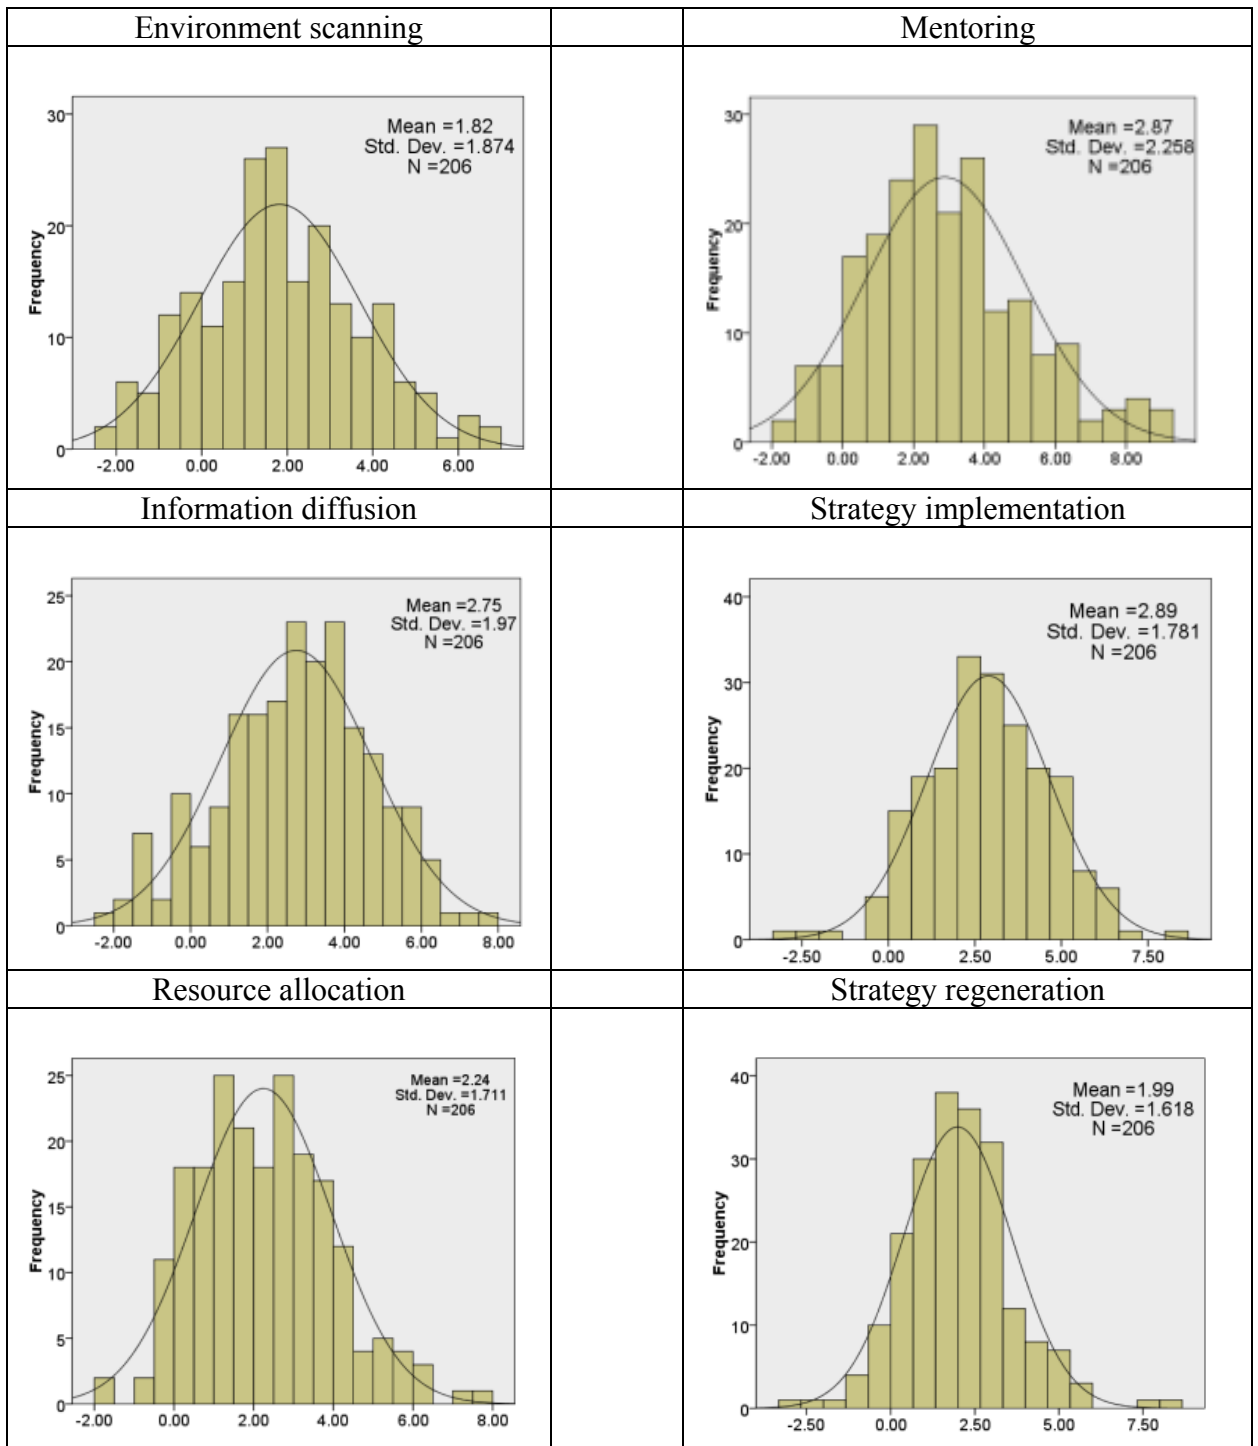 Environment scanning
Mentoring
30
20
10
0
Frequency
Mean =1.82
Std. Dev. =1.874
N =206
-2.00 0.00 2.00 4.00 6.00
30
20
10
0
Frequency
Mean =2.87
Std. Dev. =2.258
N =206
-2.00 0.00 2.00 4.00 6.00 8.00
Information diffusion
Strategy implementation
25
20
15
10
5
0
Frequency
Mean =2.75
Std. Dev. =1.97
N =206
-2.00 0.00 2.00 4.00 6.00 8.00
40
30
20
10
0
Frequency
Mean =2.89
Std. Dev. =1.781
N =206
-2.50 0.00 2.50 5.00 7.50
Resource allocation
Strategy regeneration
25
20
15
10
5
0
Frequency
Mean =2.24
Std. Dev. =1.711
N =206
-2.00 0.00 2.00 4.00 6.00 8.00
40
30
20
10
0
Frequency
Mean =1.99
Std. Dev. =1.618
N =206
-2.50 0.00 2.50 5.00 7.50